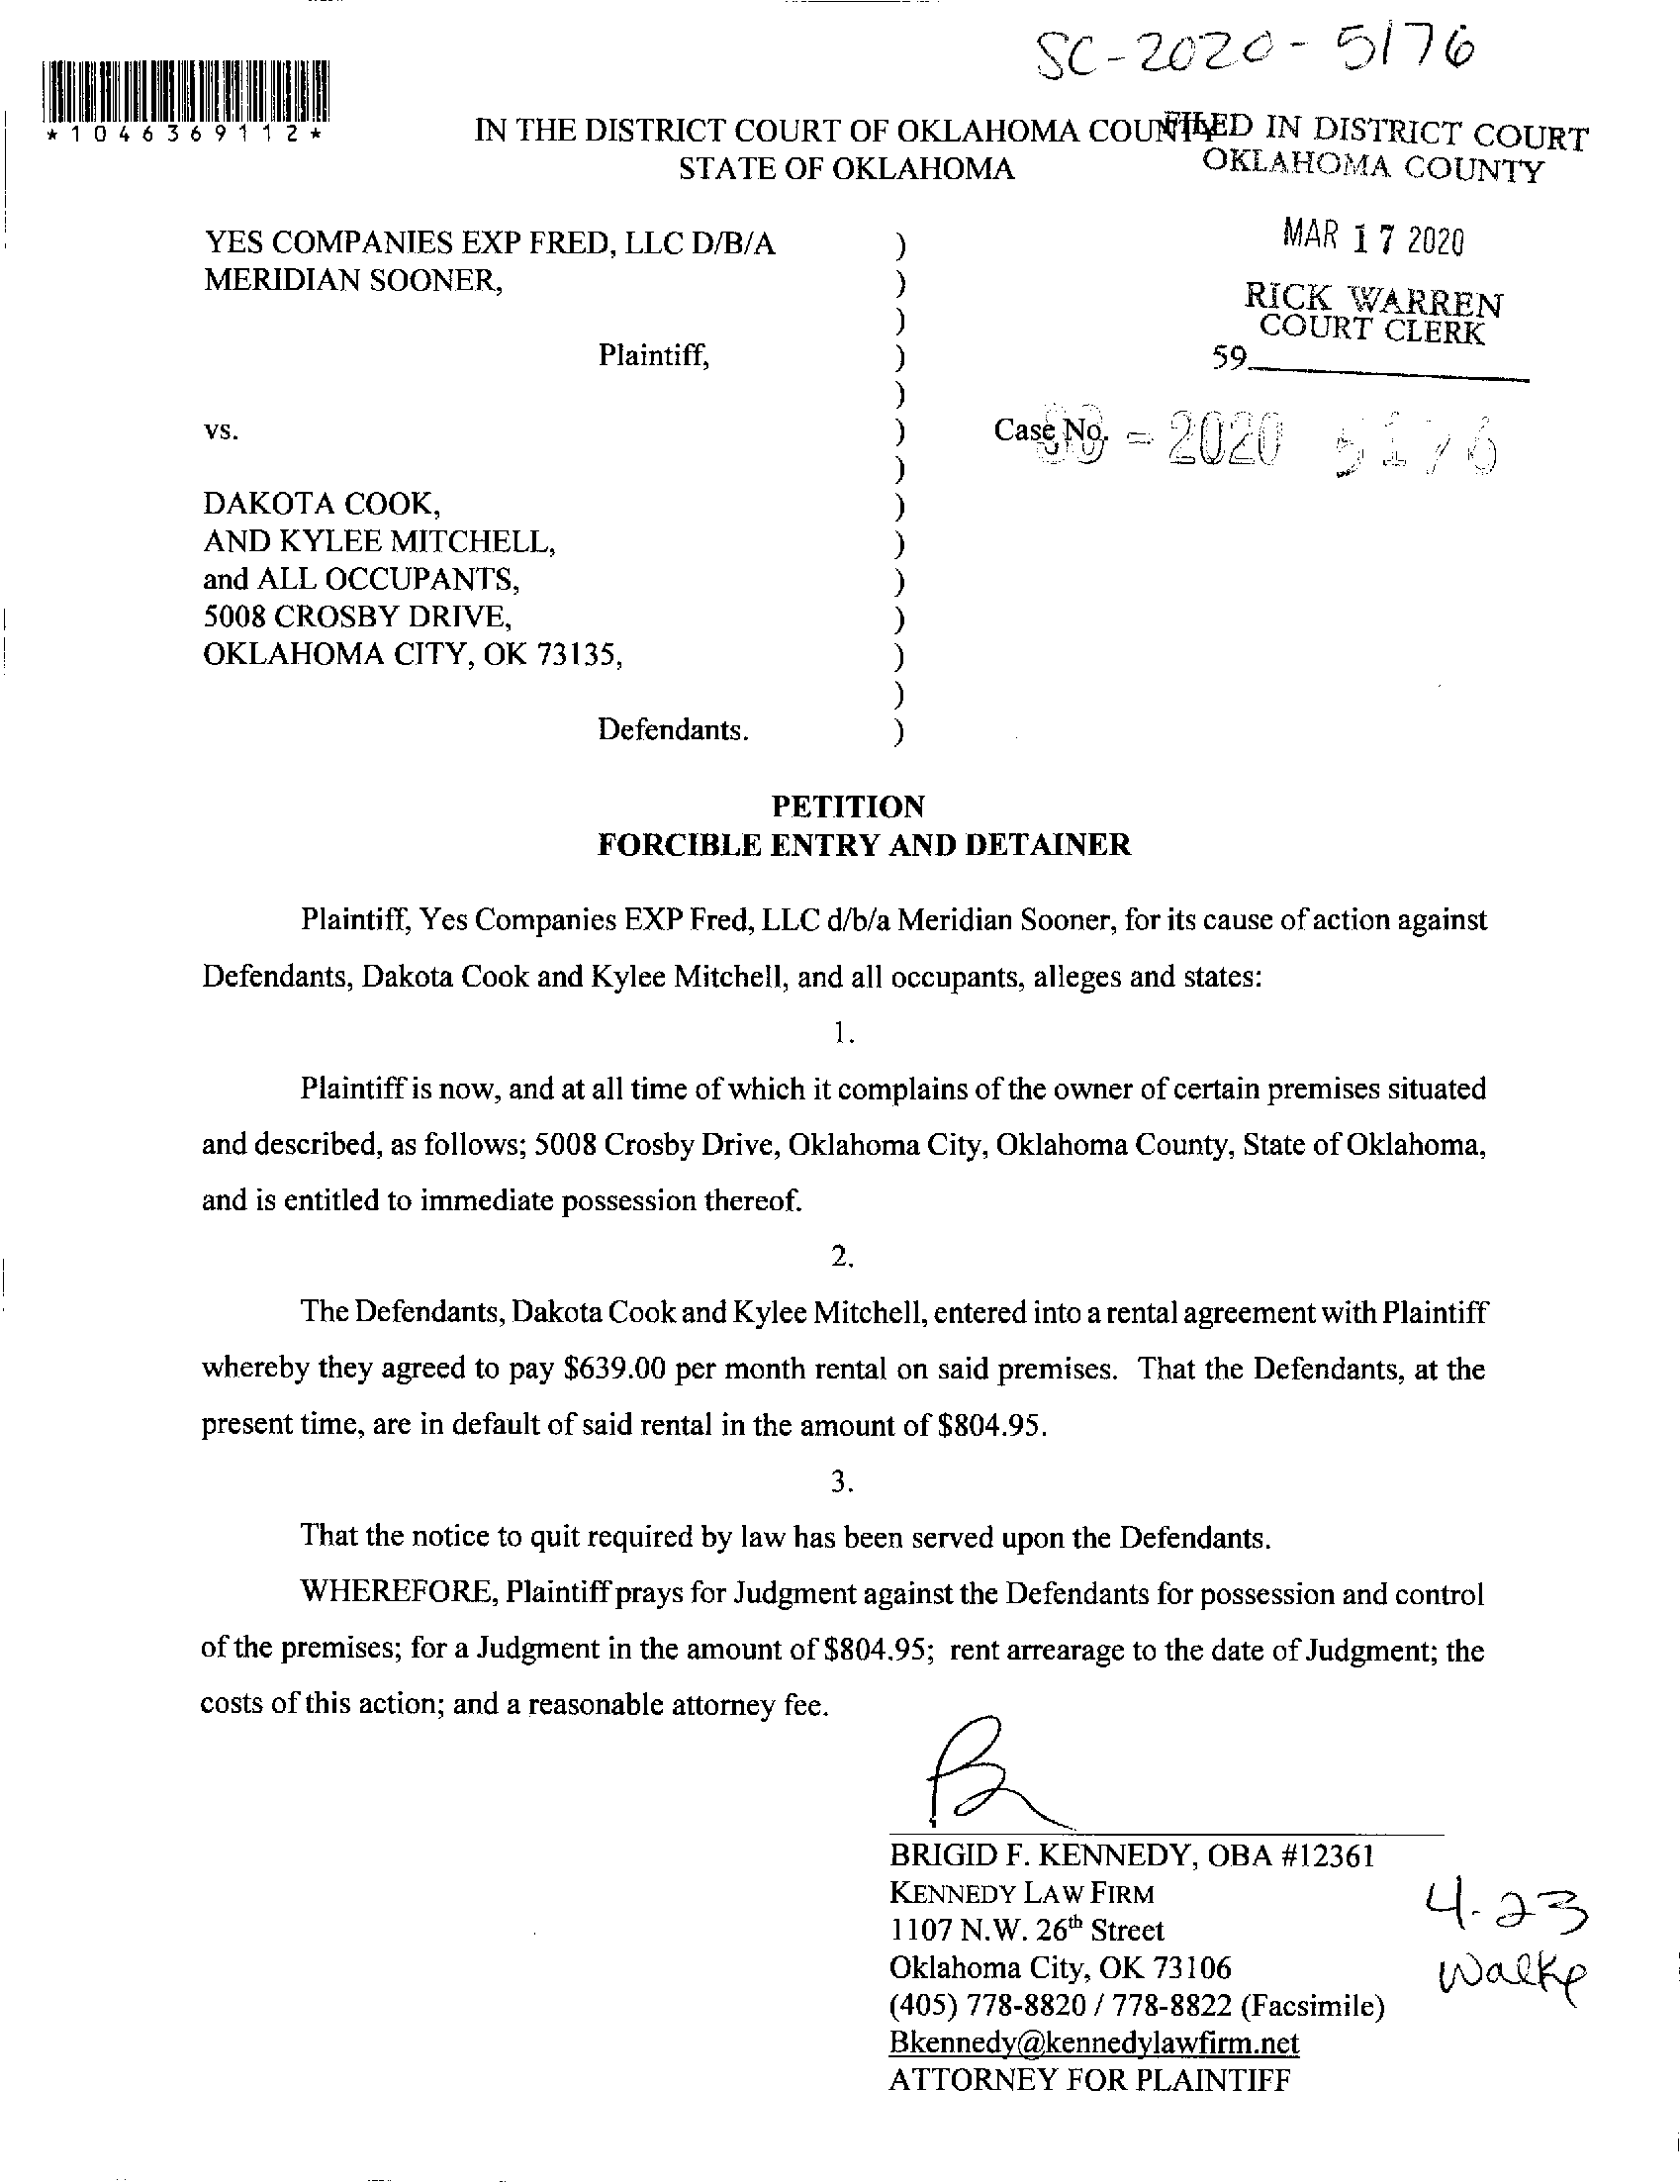 SC-2020-5176
*1046369112*
IN THE DISTRICT COURT OF OKLAHOMA COUNTY
STATE OF OKLAHOMA
FILED IN DISTRICT COURT
OKLAHOMA COUNTY
MAR 17 2020
RICK WARREN
COURT CLERK
59
YES COMPANIES EXP FRED, LLC D/B/A )
MERIDIAN SOONER, )
)
Plaintiff, )
)
vs. ) Case No. SC - 2020 5176
)
DAKOTA COOK, )
AND KYLEE MITCHELL, )
and ALL OCCUPANTS, )
5008 CROSBY DRIVE, )
OKLAHOMA CITY, OK 73135, )
)
Defendants. )
PETITION
FORCIBLE ENTRY AND DETAINER
Plaintiff, Yes Companies EXP Fred, LLC d/b/a Meridian Sooner, for its cause of action against
Defendants, Dakota Cook and Kylee Mitchell, and all occupants, alleges and states:
1.
Plaintiff is now, and at all time of which it complains of the owner of certain premises situated
and described, as follows; 5008 Crosby Drive, Oklahoma City, Oklahoma County, State of Oklahoma,
and is entitled to immediate possession thereof.
2.
The Defendants, Dakota Cook and Kylee Mitchell, entered into a rental agreement with Plaintiff
whereby they agreed to pay $639.00 per month rental on said premises. That the Defendants, at the
present time, are in default of said rental in the amount of $804.95.
3.
That the notice to quit required by law has been served upon the Defendants.
WHEREFORE, Plaintiff prays for Judgment against the Defendants for possession and control
of the premises; for a Judgment in the amount of $804.95; rent arrearage to the date of Judgment; the
costs of this action; and a reasonable attorney fee.
BRIGID F. KENNEDY, OBA #12361
KENNEDY LAW FIRM
1107 N.W. 26th Street
Oklahoma City, OK 73106
(405) 778-8820 / 778-8822 (Facsimile)
Bkennedy@kennedylawfirm.net
ATTORNEY FOR PLAINTIFF
4.23
Walke